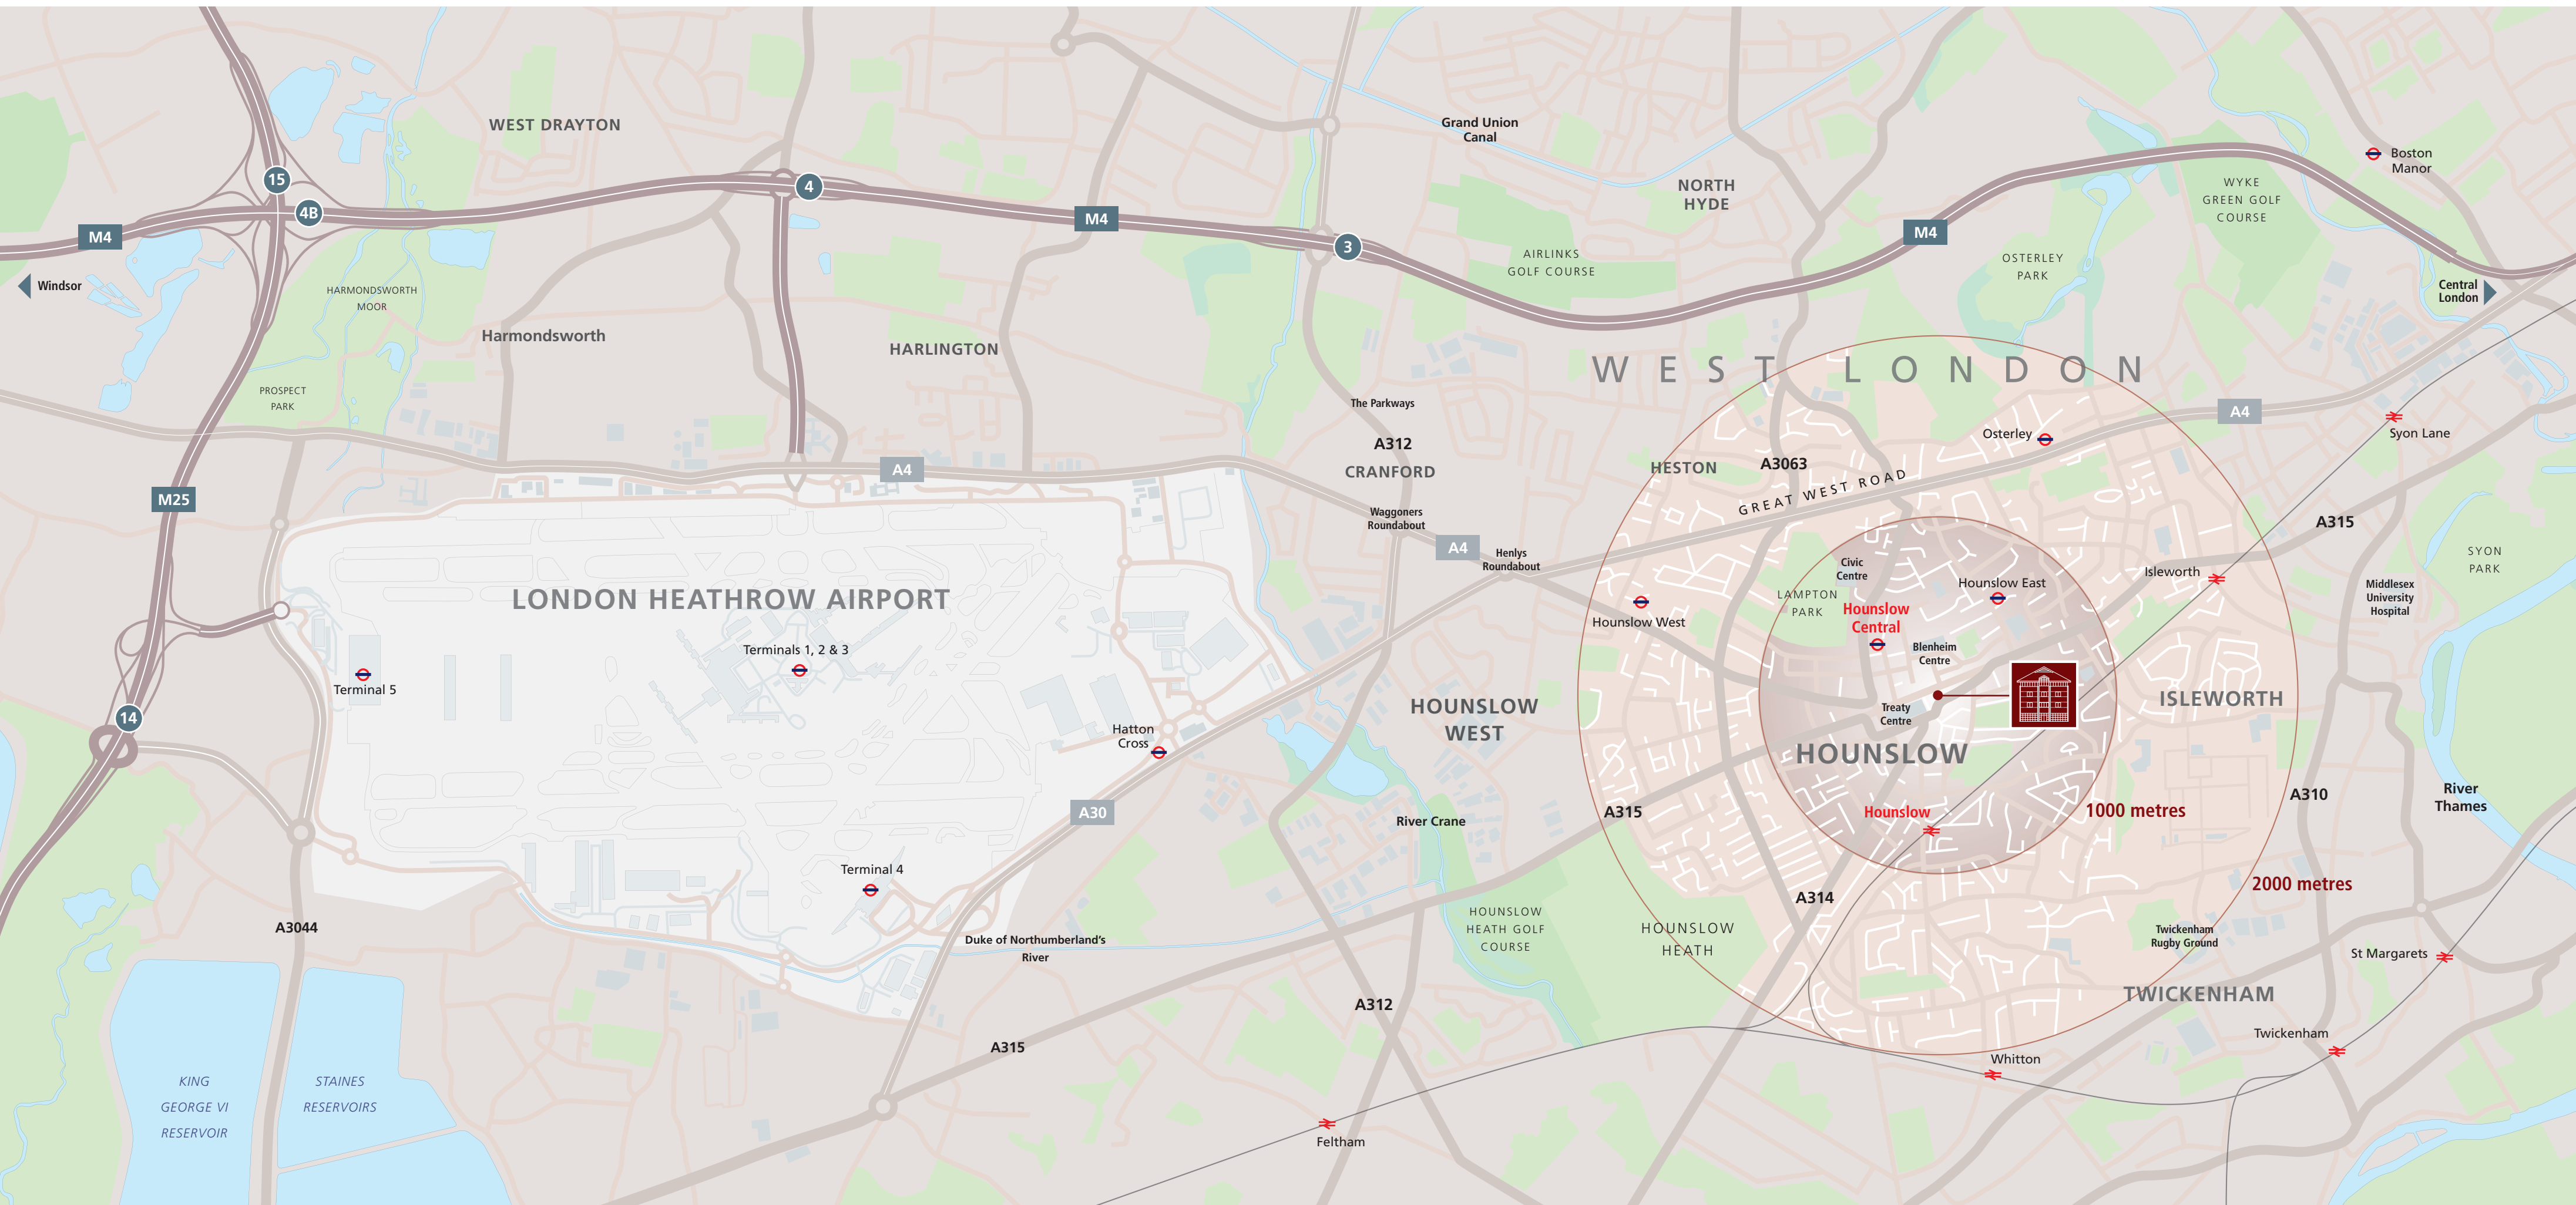 WEST DRAYTON
Grand Union
Canal
15
4B
4
M4
M4
3
M4
NORTH
HYDE
WYKE
GREEN GOLF
COURSE
Boston
Manor
Windsor
HARMONDSWORTH
MOOR
AIRLINKS
GOLF COURSE
OSTERLEY
PARK
Central
London
Harmondsworth
HARLINGTON
WEST LONDON
PROSPECT
PARK
The Parkways
A312
CRANFORD
A4
A4
Osterley
Syon Lane
HESTON
A3063
GREAT WEST ROAD
M25
Waggoners
Roundabout
A4
Henlys
Roundabout
A315
SYON
PARK
LONDON HEATHROW AIRPORT
Civic
Centre
Hounslow East
Isleworth
Middlesex
University
Hospital
LAMPTON
PARK
Hounslow
Central
Hounslow West
Blenheim
Centre
Terminals 1, 2 & 3
Terminal 5
14
Hatton
Cross
HOUNSLOW
WEST
Treaty
Centre
ISLEWORTH
HOUNSLOW
A30
River Crane
A315
Hounslow
1000 metres
A310
River
Thames
Terminal 4
A314
2000 metres
A3044
Duke of Northumberland's
River
HOUNSLOW
HEATH GOLF
COURSE
HOUNSLOW
HEATH
Twickenham
Rugby Ground
St Margarets
A312
TWICKENHAM
A315
Twickenham
Whitton
KING
GEORGE VI
RESERVOIR
STAINES
RESERVOIRS
Feltham